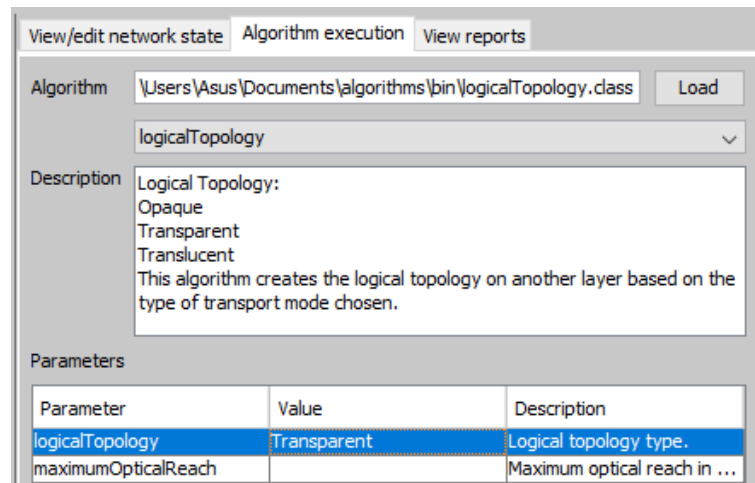 View/edit network state Algorithm execution View reports
Algorithm \Users\Asus\Documents\algorithms\bin\logicalTopology.class Load
logicalTopology
Description Logical Topology:
Opaque
Transparent
Translucent
This algorithm creates the logical topology on another layer based on the
type of transport mode chosen.
Parameters
Parameter Value Description
logicalTopology Transparent Logical topology type.
maximumOpticalReach Maximum optical reach in ...